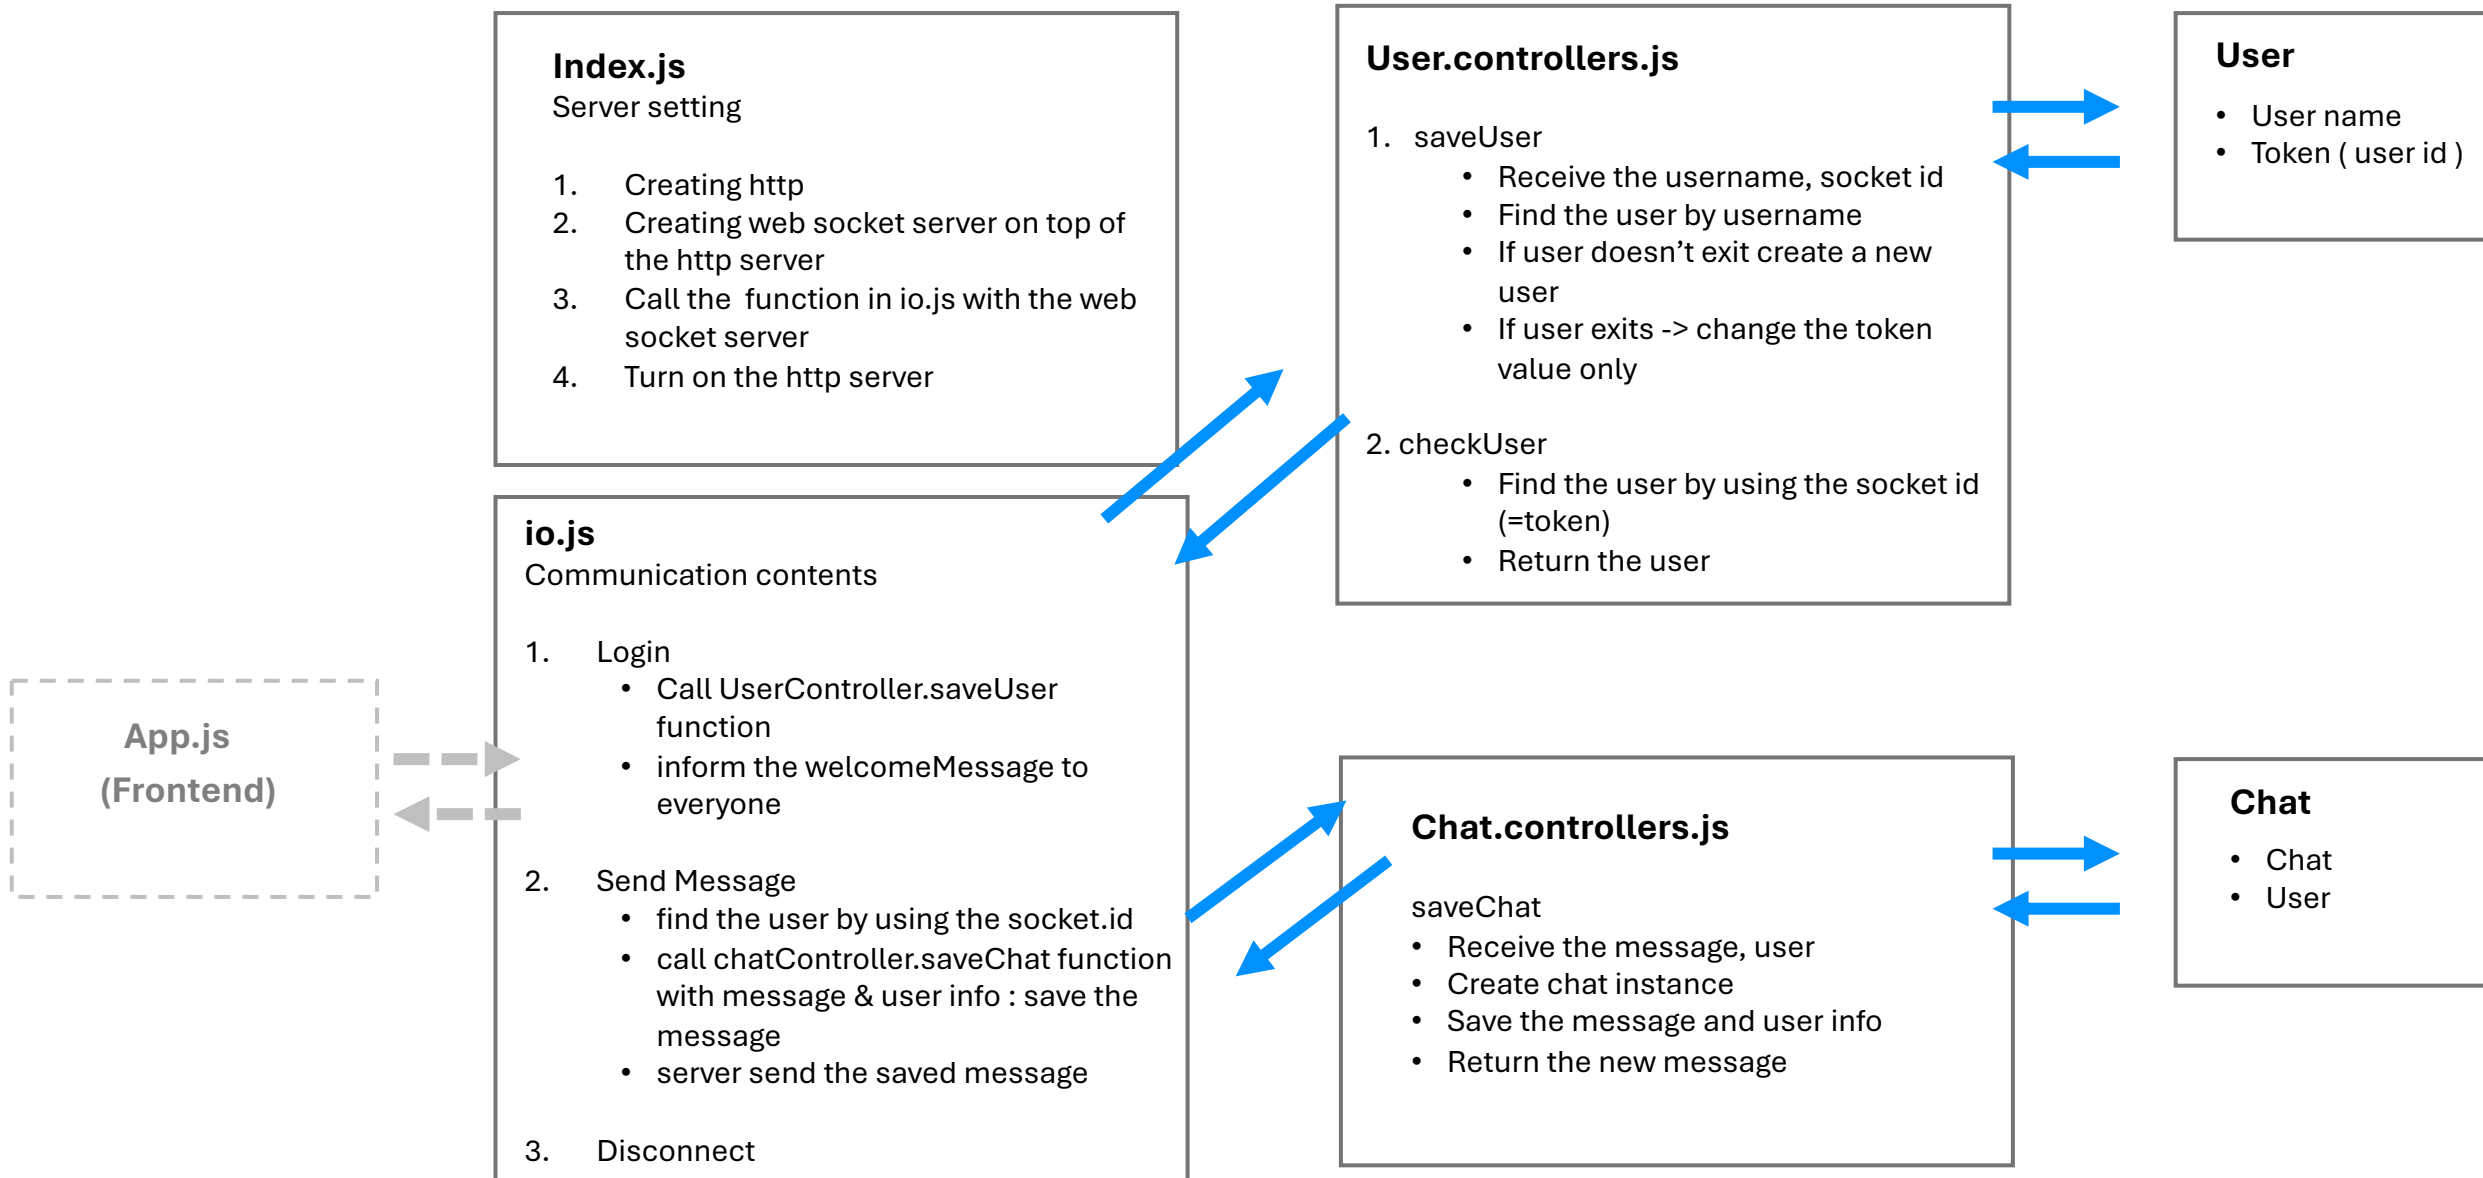 Index.js
Server setting
1. Creating http
2. Creating web socket server on top of
the http server
3. Call the  function in io.js with the web
socket server
4. Turn on the http server
User.controllers.js
1. saveUser
• Receive the username, socket id
• Find the user by username
• If user doesn’t exit create a new
user
• If user exits -> change the token
value only
2. checkUser
• Find the user by using the socket id
(=token)
• Return the user
User
• User name
• Token ( user id )
io.js
Communication contents
1. Login
• Call UserController.saveUser
function
• inform the welcomeMessage to
everyone
2. Send Message
• find the user by using the socket.id
• call chatController.saveChat function
with message & user info : save the
message
• server send the saved message
3. Disconnect
App.js
(Frontend)
Chat.controllers.js
saveChat
• Receive the message, user
• Create chat instance
• Save the message and user info
• Return the new message
Chat
• Chat
• User